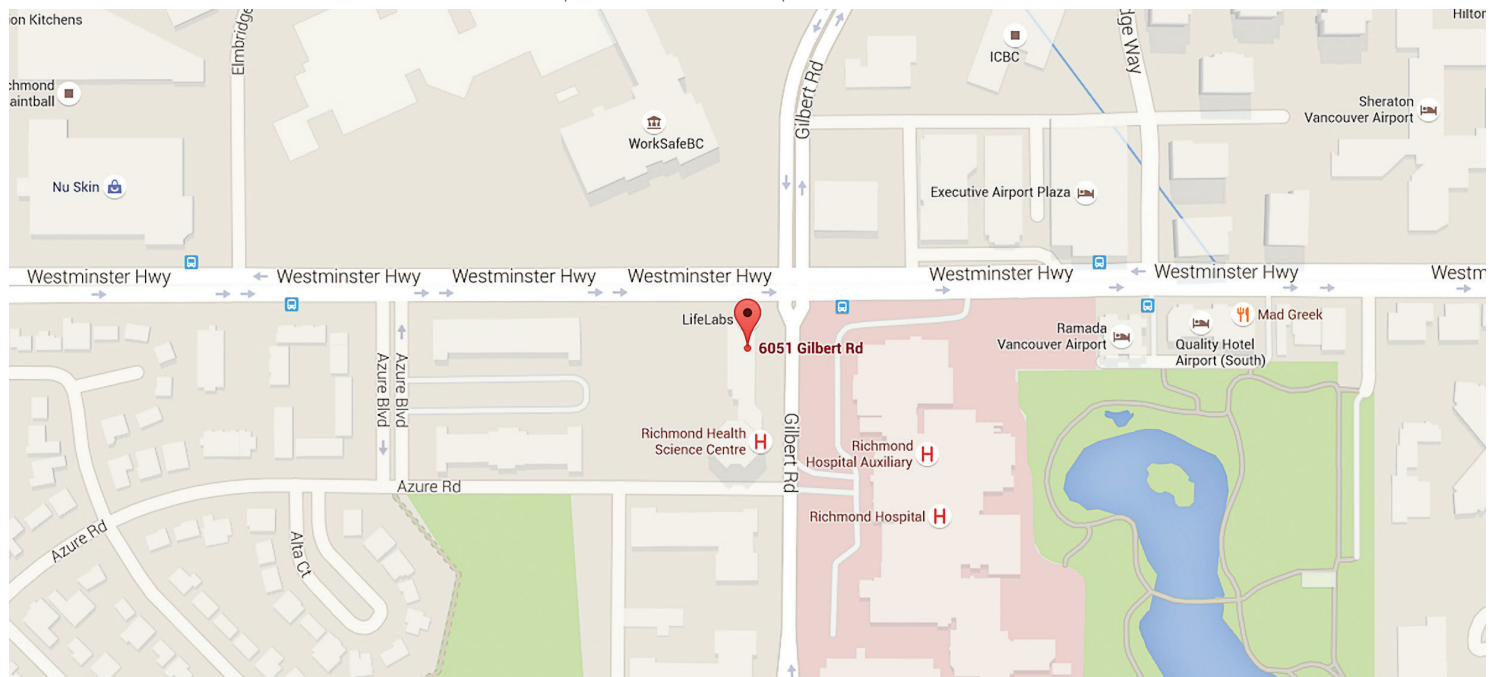 on Kitchens
Elmbridge
Gilbert Rd
ICBC
dge Way
Hilton
chmond
aintball
WorkSafeBC
Sheraton
Vancouver Airport
Nu Skin
Executive Airport Plaza
Westminster Hwy
Westminster Hwy
Westminster Hwy
Westminster Hwy
Westminster Hwy
Westminster Hwy
Westm
LifeLabs
6051 Gilbert Rd
Ramada
Vancouver Airport
Quality Hotel
Airport (South)
Mad Greek
Azure Blvd
Azure Blvd
Richmond Health
Science Centre
H
Gilbert Rd
Richmond
Hospital Auxiliary
H
Azure Rd
Richmond Hospital
H
Azure Rd
Alta Ct